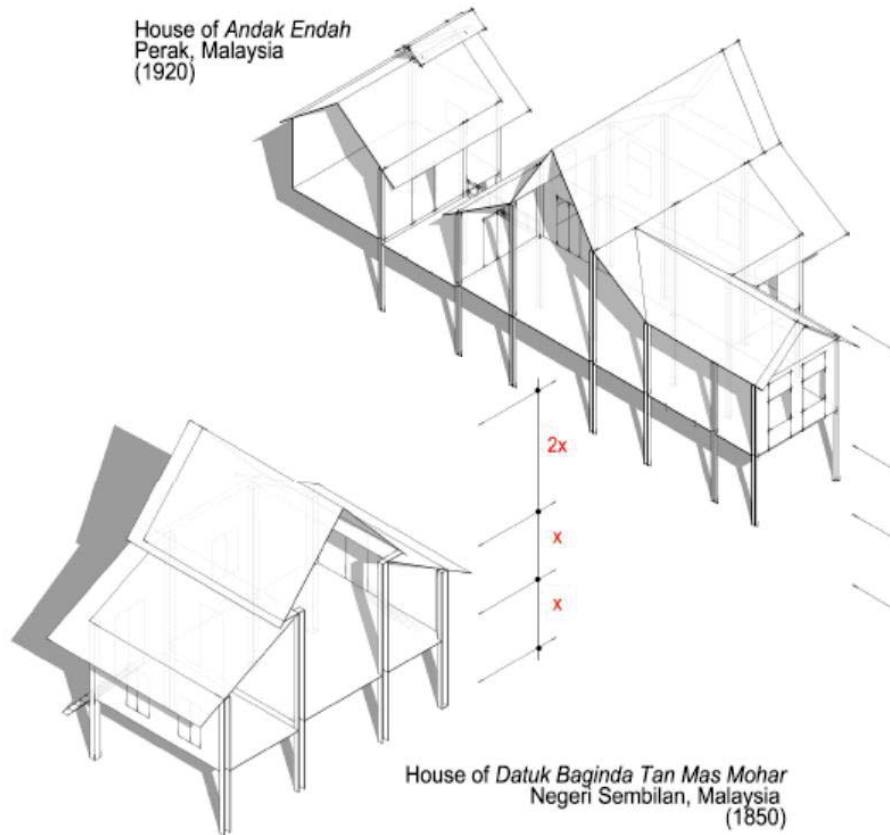 House of Andak Endah
Perak, Malaysia
(1920)
2x
x
x
House of Datuk Baginda Tan Mas Mohar
Negeri Sembilan, Malaysia
(1850)